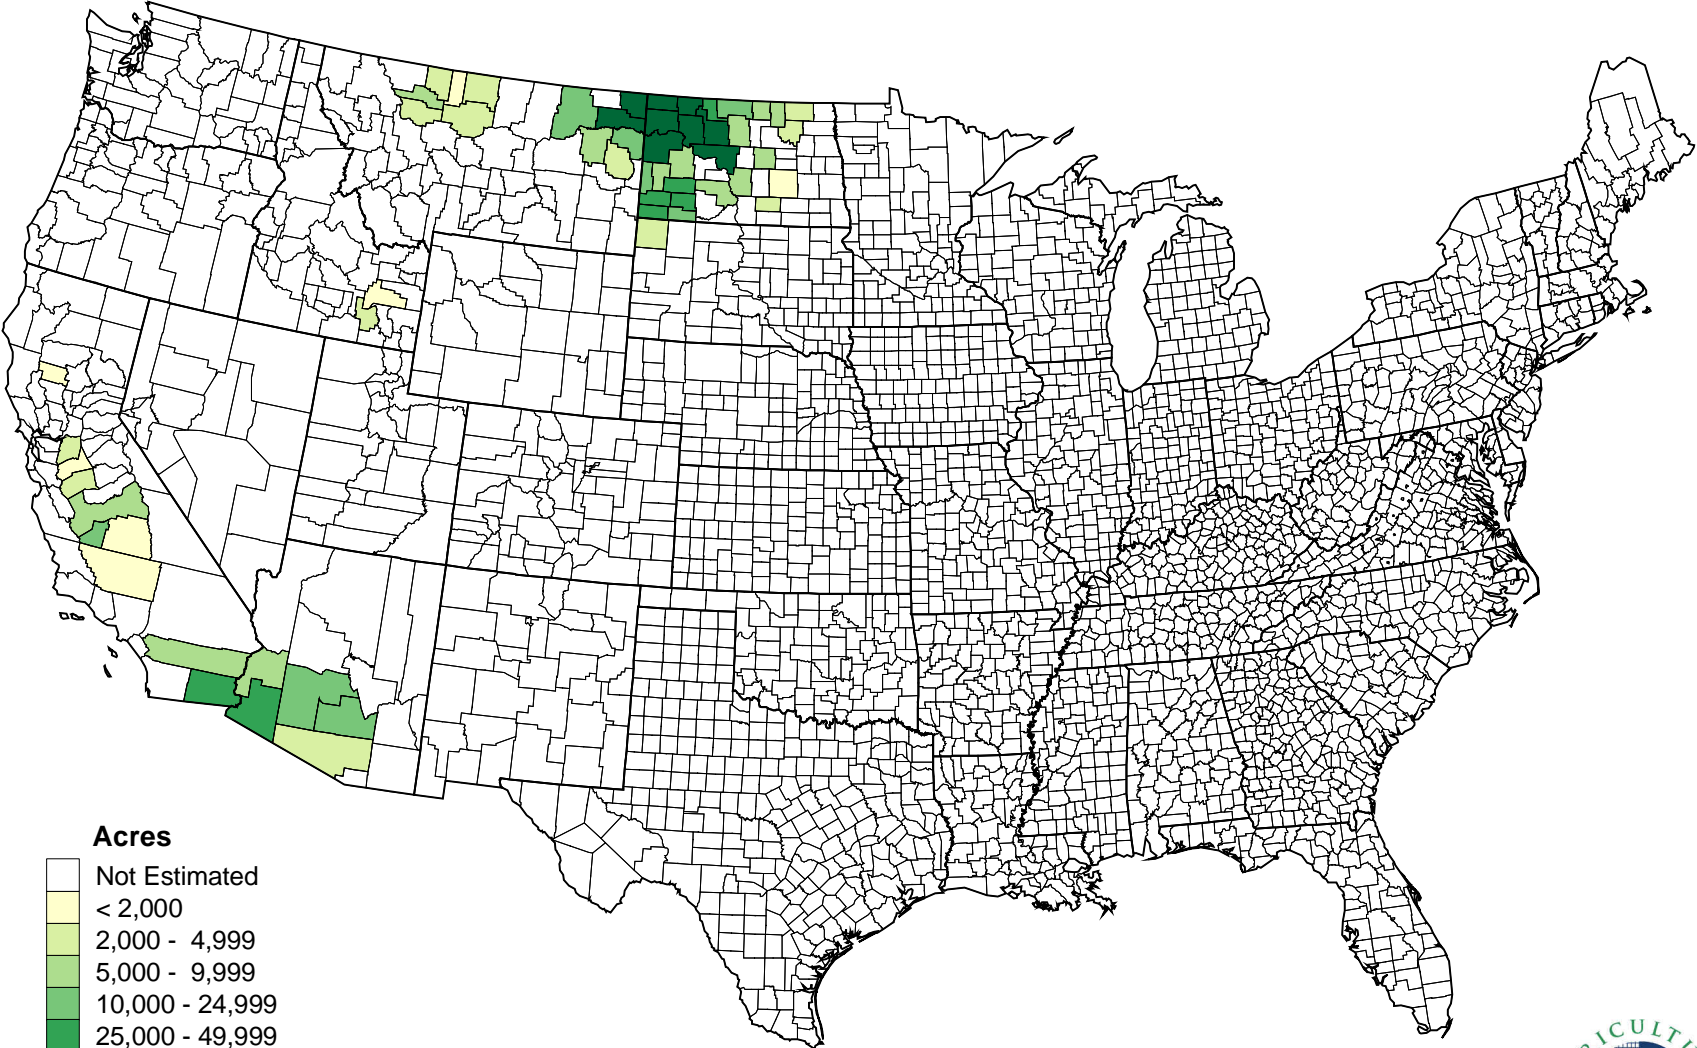 Acres
Not Estimated
< 2,000
2,000 - 4,999
5,000 - 9,999
10,000 - 24,999
25,000 - 49,999